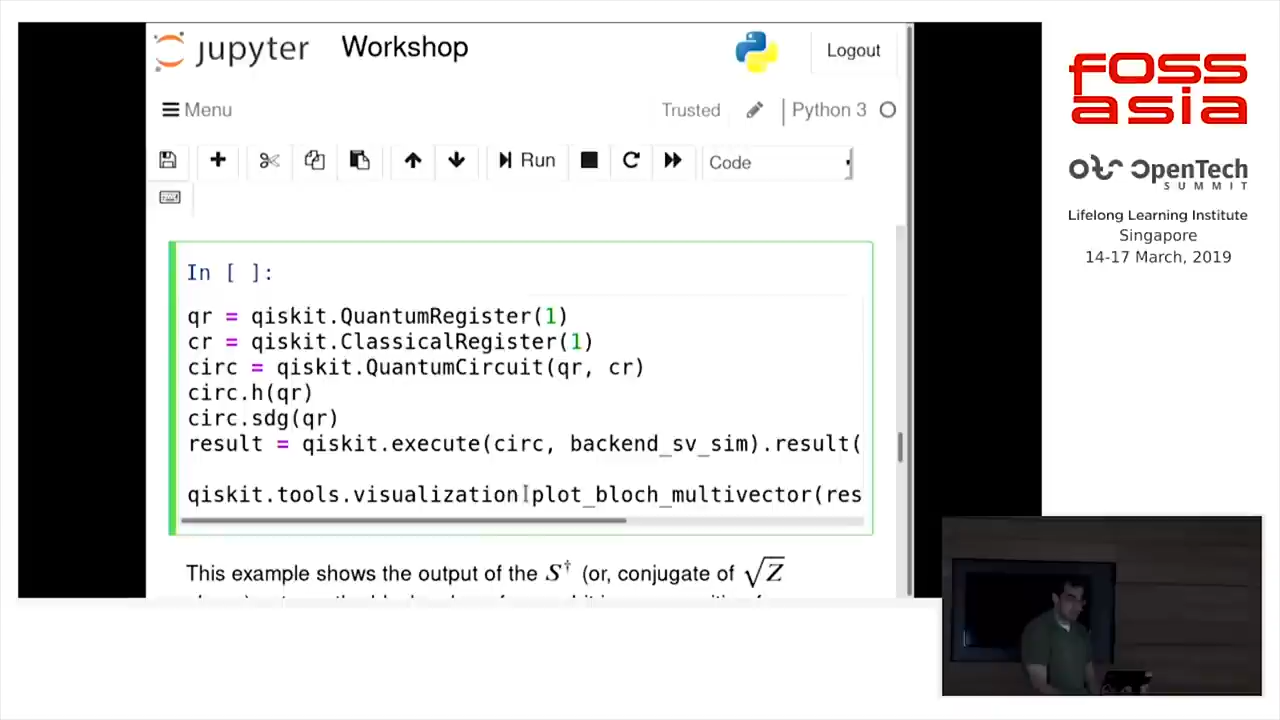 jupyter Workshop Logout
Menu Trusted Python 3
Run Code
In [ ]:
qr = qiskit.QuantumRegister(1)
cr = qiskit.ClassicalRegister(1)
circ = qiskit.QuantumCircuit(qr, cr)
circ.h(qr)
circ.sdg(qr)
result = qiskit.execute(circ, backend_sv_sim).result(
qiskit.tools.visualization.plot_bloch_multivector(res
This example shows the output of the S† (or, conjugate of √Z
FOSS
ASIA
OpenTech
SUMMIT
Lifelong Learning Institute
Singapore
14-17 March, 2019